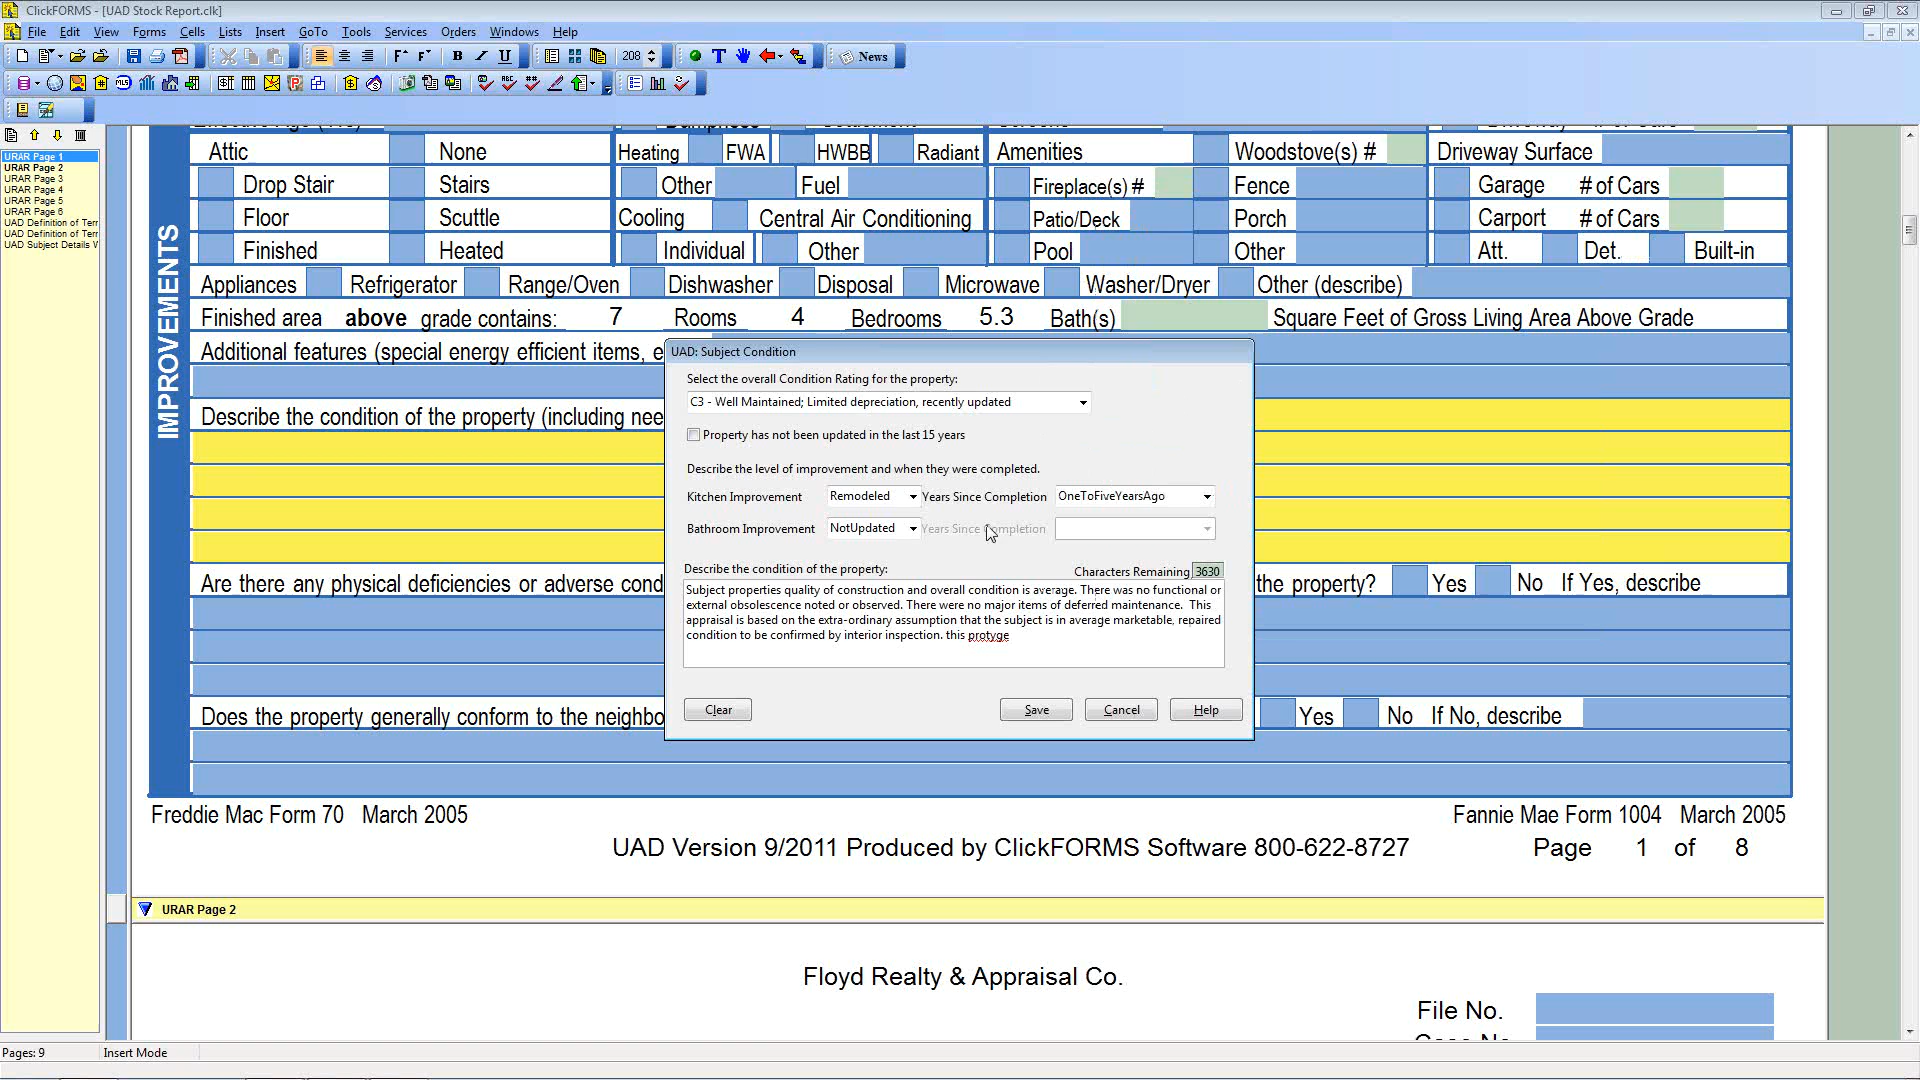 ClickFORMS - [UAD Stock Report.clk]
File Edit View Forms Cells Lists Insert GoTo Tools Services Orders Windows Help
B I U 208 T News
URAR Page 1
URAR Page 2
URAR Page 3
URAR Page 4
URAR Page 5
URAR Page 6
UAD Definition of Terr
UAD Definition of Terr
UAD Subject Details V
IMPROVEMENTS
Attic None Heating FWA HWBB Radiant Amenities Woodstove(s) # Driveway Surface
Drop Stair Stairs Other Fuel Fireplace(s) # Fence Garage # of Cars
Floor Scuttle Cooling Central Air Conditioning Patio/Deck Porch Carport # of Cars
Finished Heated Individual Other Pool Other Att. Det. Built-in
Appliances Refrigerator Range/Oven Dishwasher Disposal Microwave Washer/Dryer Other (describe)
Finished area above grade contains: 7 Rooms 4 Bedrooms 5.3 Bath(s) Square Feet of Gross Living Area Above Grade
Additional features (special energy efficient items, e
Describe the condition of the property (including nee
Are there any physical deficiencies or adverse cond the property? Yes No If Yes, describe
Does the property generally conform to the neighbo Yes No If No, describe
UAD: Subject Condition
Select the overall Condition Rating for the property:
C3 - Well Maintained; Limited depreciation, recently updated
Property has not been updated in the last 15 years
Describe the level of improvement and when they were completed.
Kitchen Improvement Remodeled Years Since Completion OneToFiveYearsAgo
Bathroom Improvement NotUpdated Years Since Completion
Describe the condition of the property: Characters Remaining 3630
Subject properties quality of construction and overall condition is average. There was no functional or
external obsolescence noted or observed. There were no major items of deferred maintenance.  This
appraisal is based on the extra-ordinary assumption that the subject is in average marketable, repaired
condition to be confirmed by interior inspection. this protyge
Clear Save Cancel Help
Freddie Mac Form 70 March 2005 Fannie Mae Form 1004 March 2005
UAD Version 9/2011 Produced by ClickFORMS Software 800-622-8727 Page 1 of 8
URAR Page 2
Floyd Realty & Appraisal Co.
File No.
Pages: 9 Insert Mode